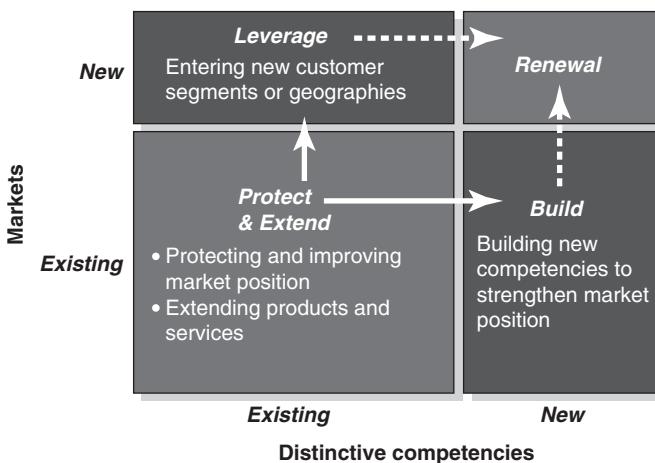 Leverage
Entering new customer
segments or geographies
Renewal
New
Markets
Protect
& Extend
• Protecting and improving
market position
• Extending products and
services
Build
Building new
competencies to
strengthen market
position
Existing
Existing
New
Distinctive competencies